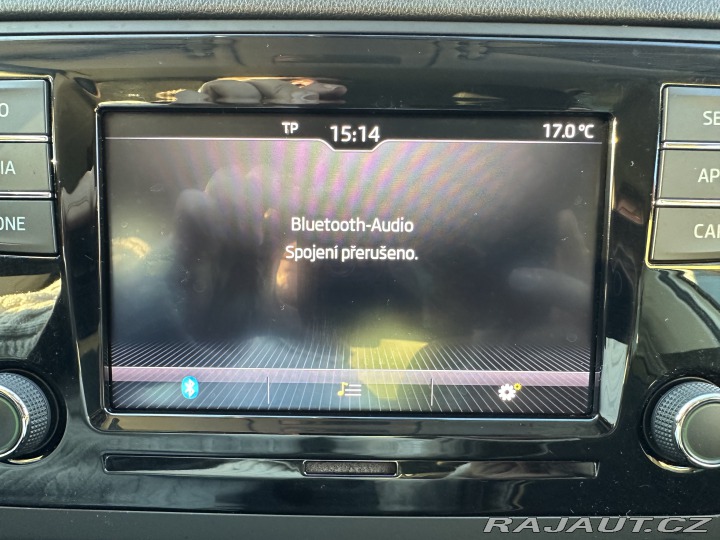 TP 15:14 17.0 °C
Bluetooth-Audio
Spojení přerušeno.
RAJAUT.CZ